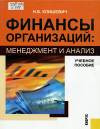 Н.Б. КЛИШЕВИЧ
ФИНАНСЫ
ОРГАНИЗАЦИЙ:
МЕНЕДЖМЕНТ И АНАЛИЗ
УЧЕБНОЕ ПОСОБИЕ